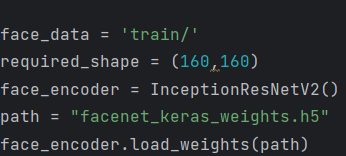 face_data = 'train/'
required_shape = (160,160)
face_encoder = InceptionResNetV2()
path = "facenet_keras_weights.h5"
face_encoder.load_weights(path)